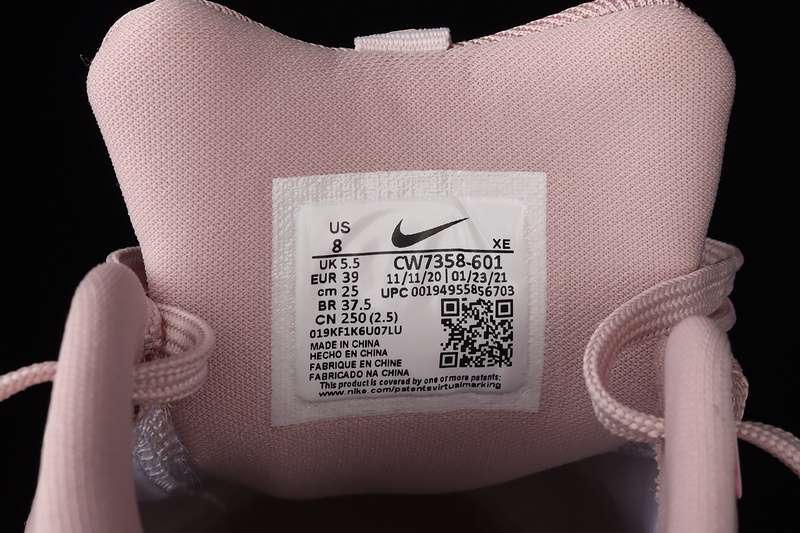 US
8
XE
UK 5.5
EUR 39
cm 25
BR 37.5
CN 250 (2.5)
CW7358-601
11/11/20 | 01/23/21
UPC 00194955856703
019KF1K6U07LU
MADE IN CHINA
HECHO EN CHINA
FABRIQUE EN CHINE
FABRICADO NA CHINA
This product is covered by one of more patents:
www.nike.com/patentsvirtualmarking